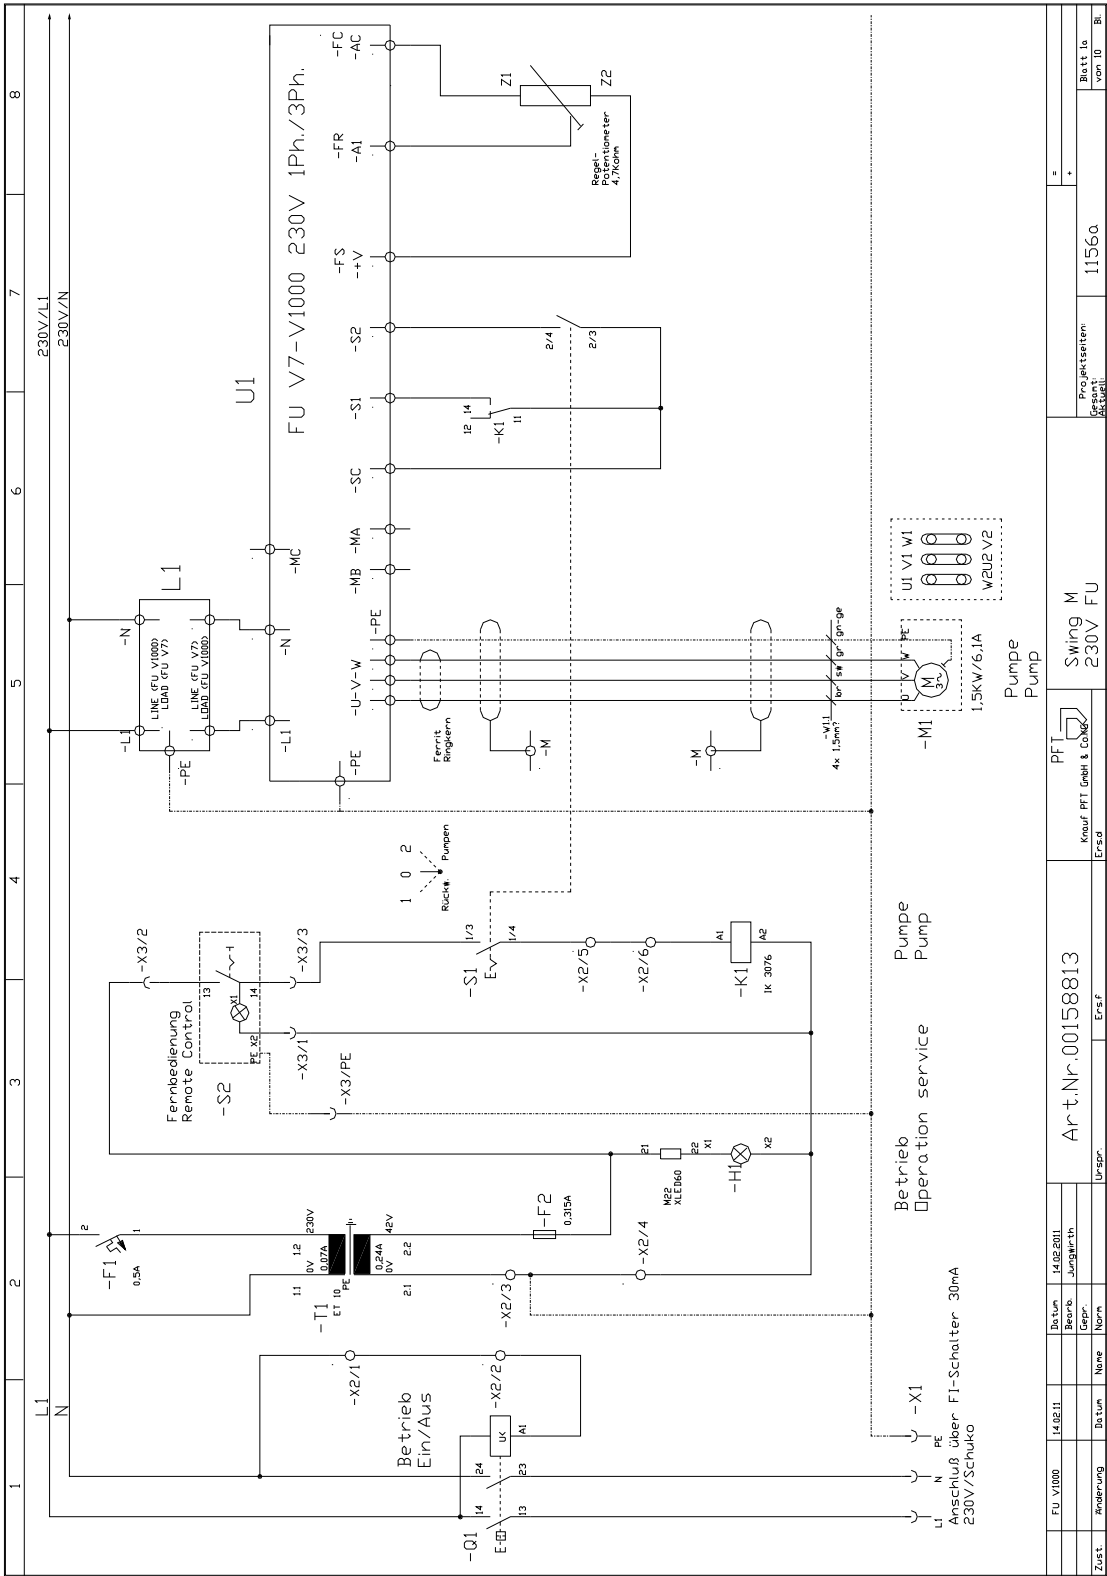 1
2
3
4
5
6
7
8
L1
N
230V/L1
230V/N
-Q1
E-
14
13
24
23
U<
A1
Betrieb
Ein/Aus
-X2/1
-X2/2
L1
N
PE
-X1
Anschluß über FI-Schalter 30mA
230V/Schuko
-F1
0,5A
2
1
-T1
ET 10
PE
1.1
1.2
0V
230V
0,07A
0,24A
0V
42V
2.1
2.2
-F2
0,315A
-X2/3
-X2/4
M22
XLED60
21
22
X1
-H1
X2
Betrieb
Operation service
Fernbedienung
Remote Control
-S2
13
14
X1
PE X2
-X3/2
-X3/3
-X3/1
-X3/PE
-S1
E
1/3
1/4
-X2/5
-X2/6
-K1
IK 3076
A1
A2
Pumpe
Pump
1 0 2
Rückw. Pumpen
L1
-L1
-N
-PE
LINE (FU V1000)
LOAD (FU V7)
LINE (FU V7)
LOAD (FU V1000)
U1
FU V7-V1000 230V 1Ph./3Ph.
-L1
-N
-MC
-PE
-U-V-W
-PE
-MB
-MA
-SC
-S1
-S2
-FS
-+V
-FR
-A1
-FC
-AC
Ferrit
Ringkern
-M
-M
-W1.1
4x 1,5mm?
br sw gr gn-ge
-M1
U V W PE
M
3~
1,5KW/6,1A
Pumpe
Pump
U1 V1 W1
W2U2 V2
12 14
-K1
11
2/4
2/3
Z1
Z2
Regel-
Potentiometer
4,7Kohm
FU V1000
14.02.11
Zust.
Änderung
Datum
Name
Datum
14.02.2011
Bearb.
Jungwirth
Gepr.
Norm
Urspr.
Art.Nr.00158813
Ers.f
Ers.d
PFT
Knauf PFT GmbH & Co.KG
Swing M
230V FU
Projektseiten:
Gesamt:
Aktuell:
1156a
=
+
Blatt 1a
von 10
Bl.